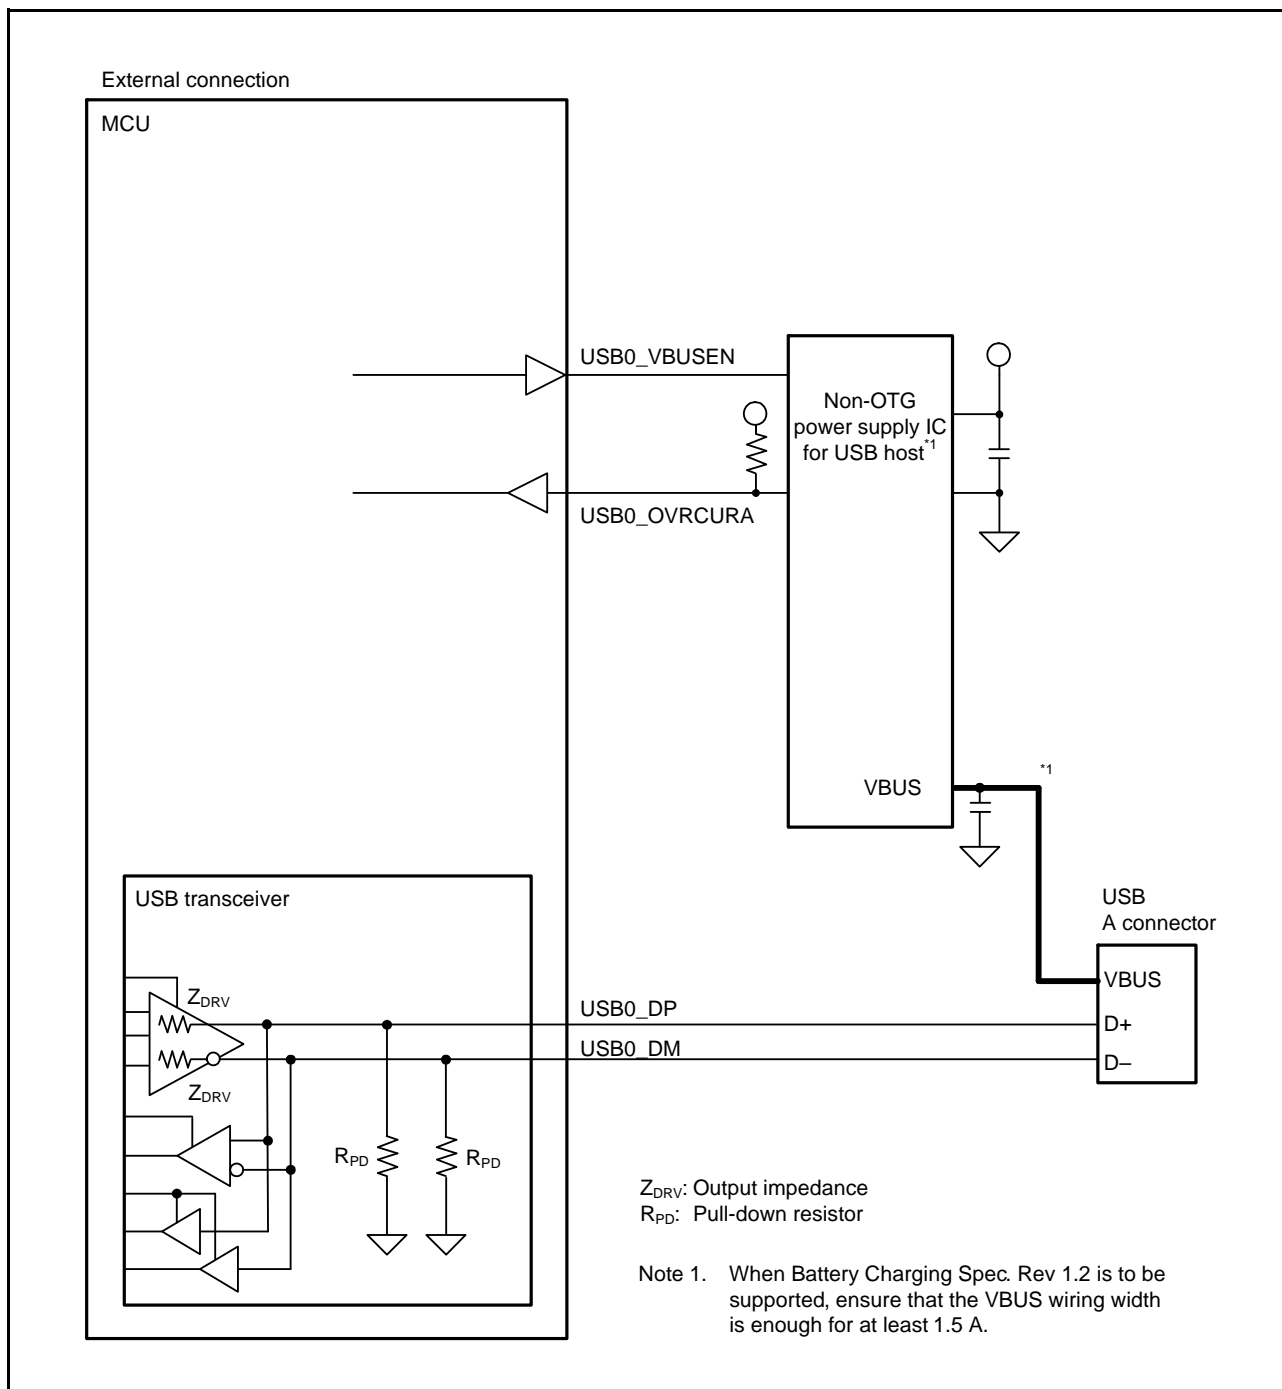 External connection
MCU
USB0_VBUSEN
Non-OTG
power supply IC
for USB host*1
USB0_OVRCURA
VBUS
*1
USB transceiver
USB
A connector
VBUS
ZDRV
USB0_DP
D+
USB0_DM
D–
ZDRV
RPD
RPD
ZDRV: Output impedance
RPD: Pull-down resistor
Note 1. When Battery Charging Spec. Rev 1.2 is to be
supported, ensure that the VBUS wiring width
is enough for at least 1.5 A.